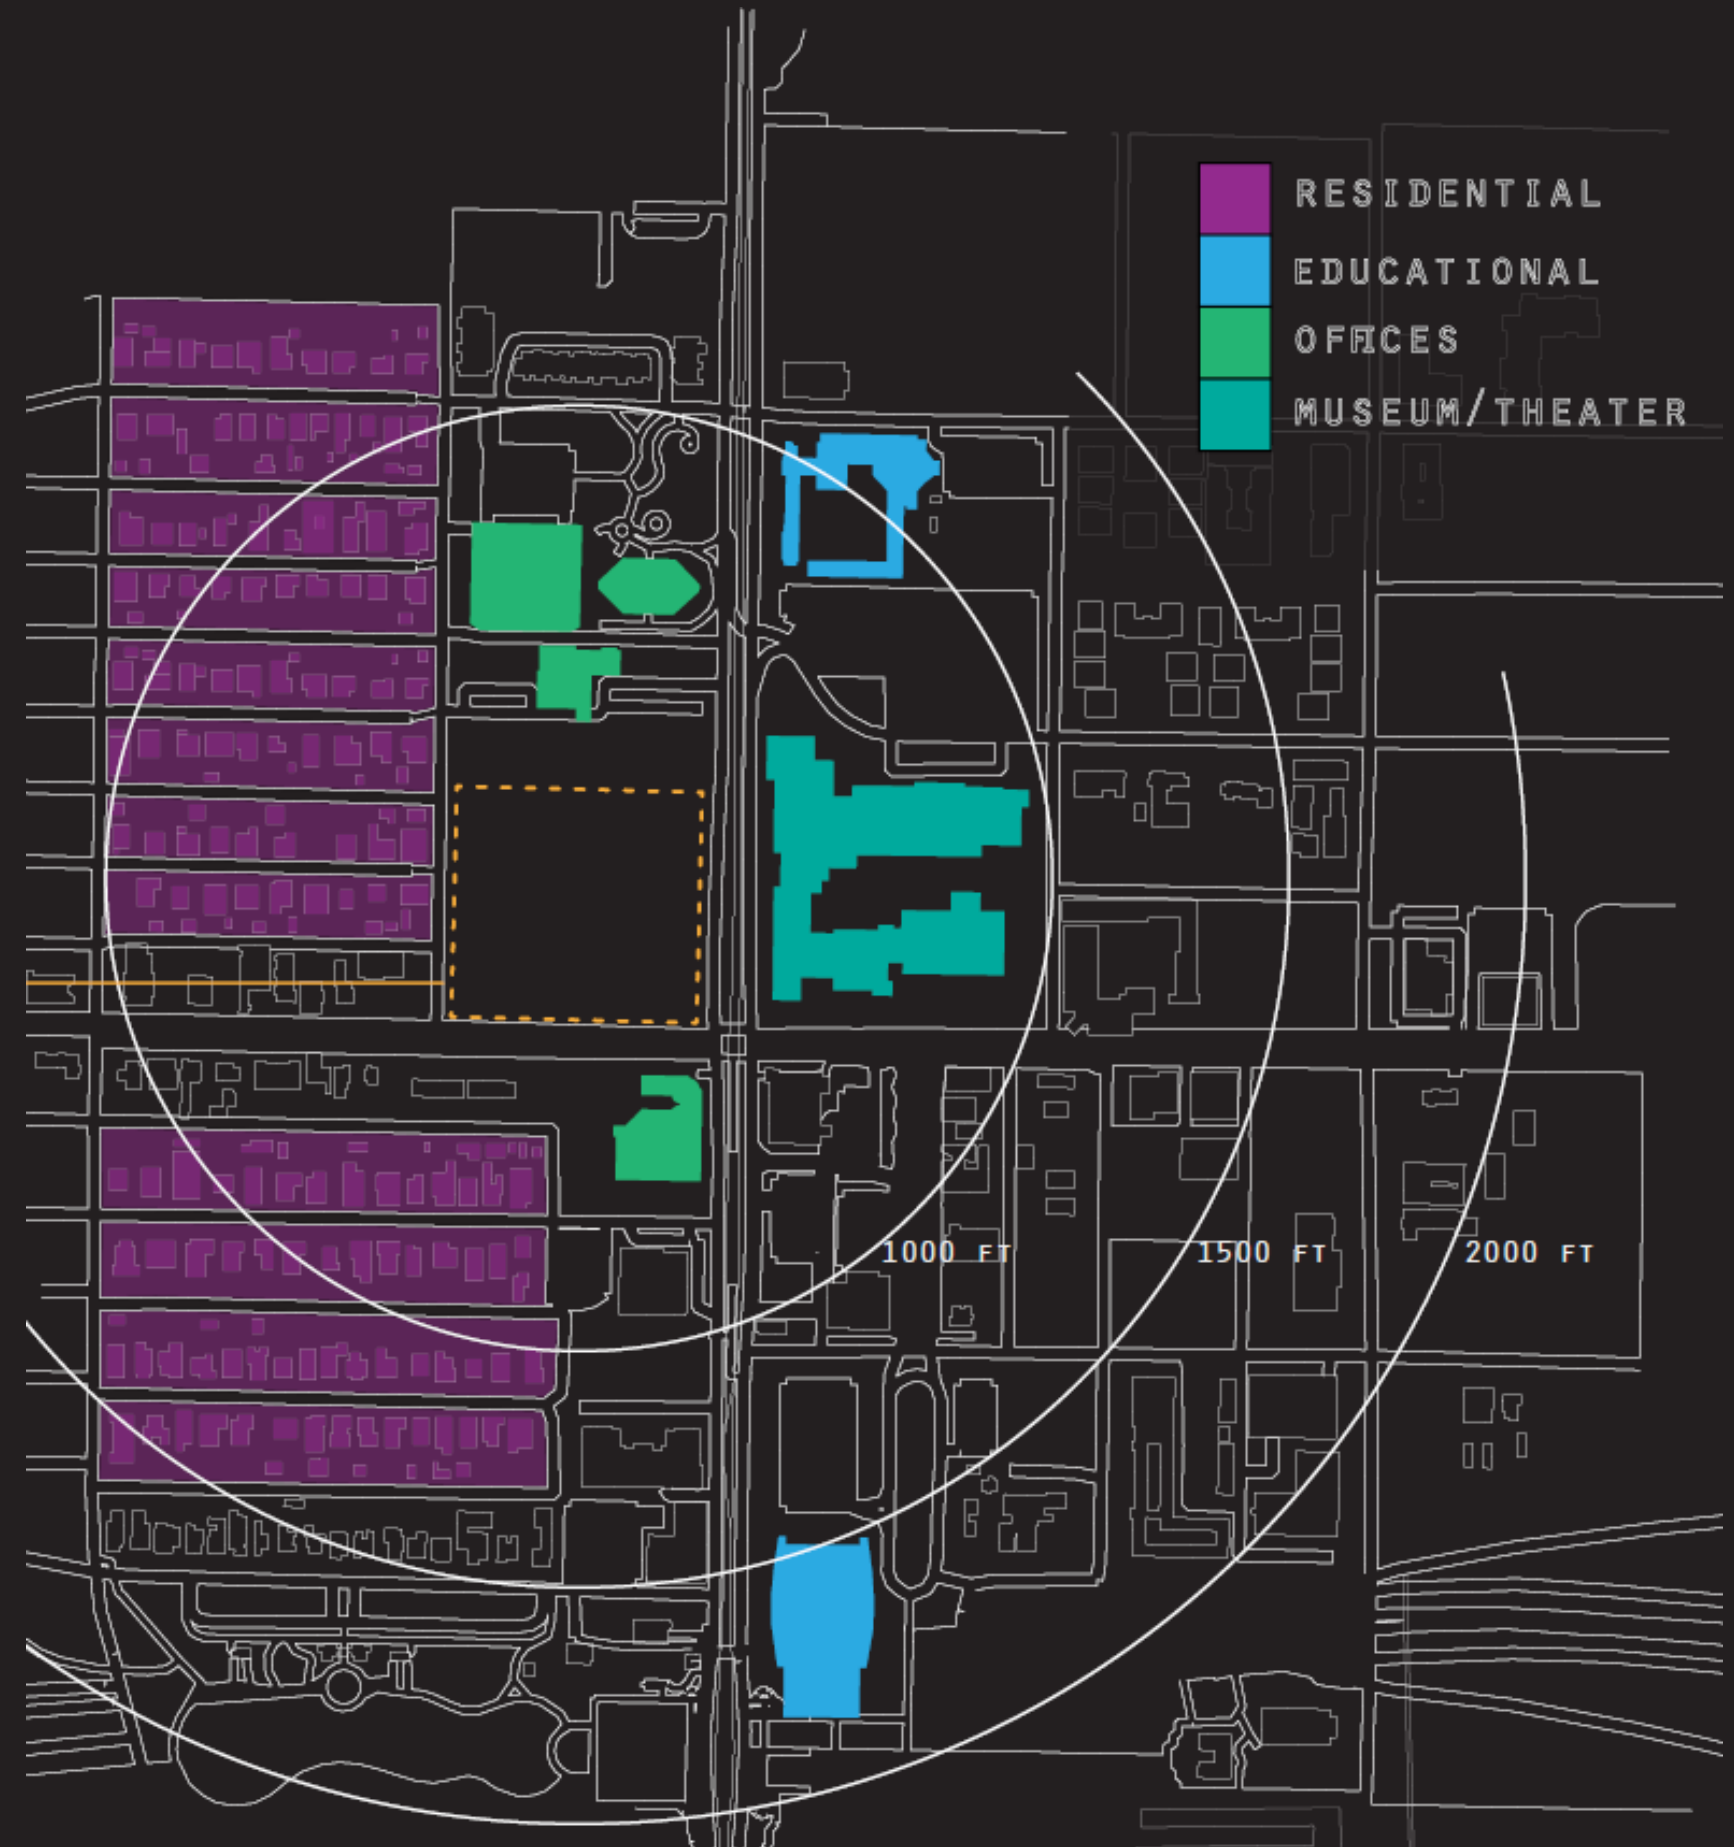 RESIDENTIAL
EDUCATIONAL
OFFICES
MUSEUM/THEATER
1000 FT
1500 FT
2000 FT